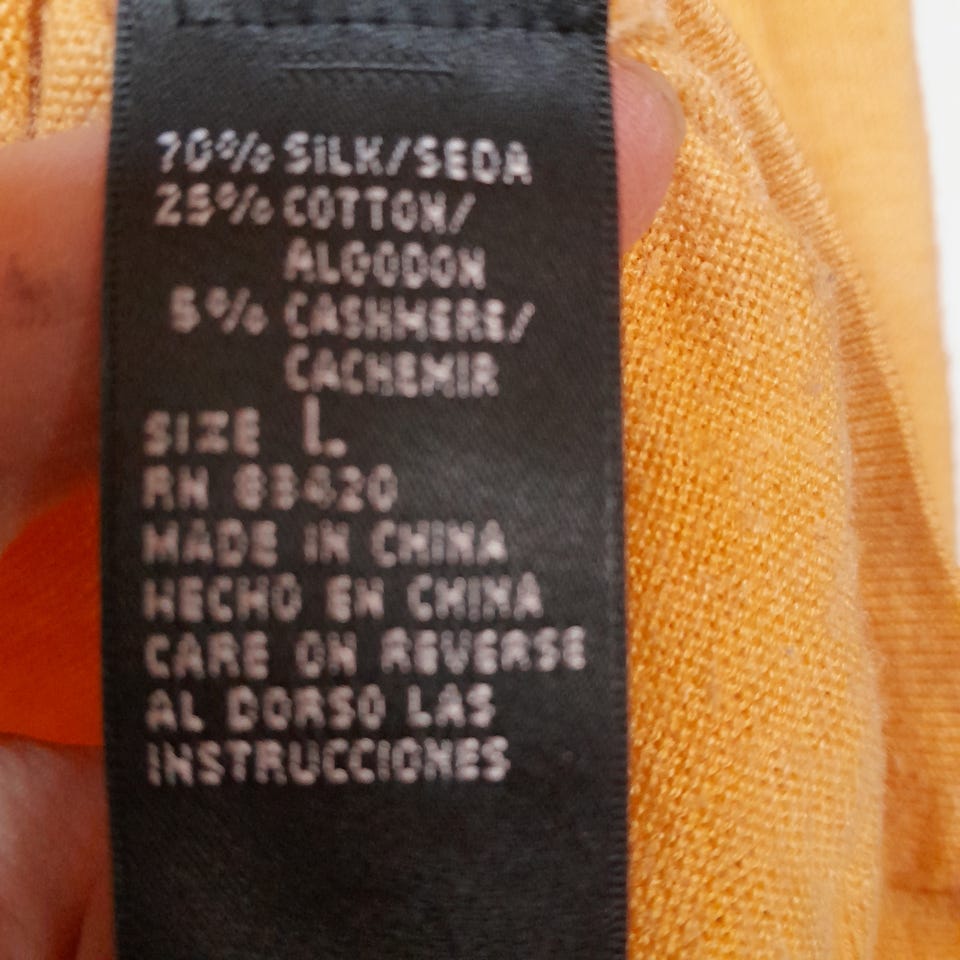 70% SILK/SEDA
25% COTTON/
ALGODON
5% CASHMERE/
CACHEMIR
SIZE L
RN 83420
MADE IN CHINA
HECHO EN CHINA
CARE ON REVERSE
AL DORSO LAS
INSTRUCCIONES